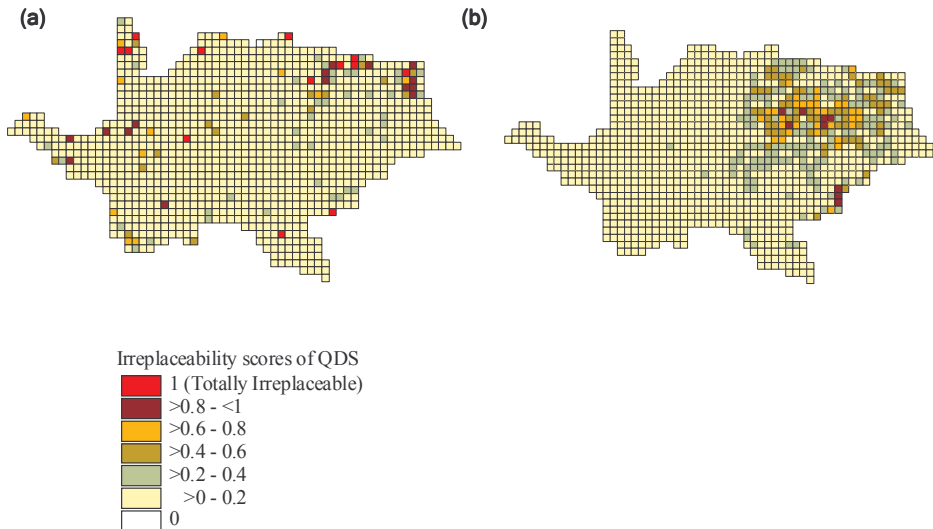 (a)
(b)
Irreplaceability scores of QDS
1 (Totally Irreplaceable)
>0.8 - <1
>0.6 - 0.8
>0.4 - 0.6
>0.2 - 0.4
>0 - 0.2
0